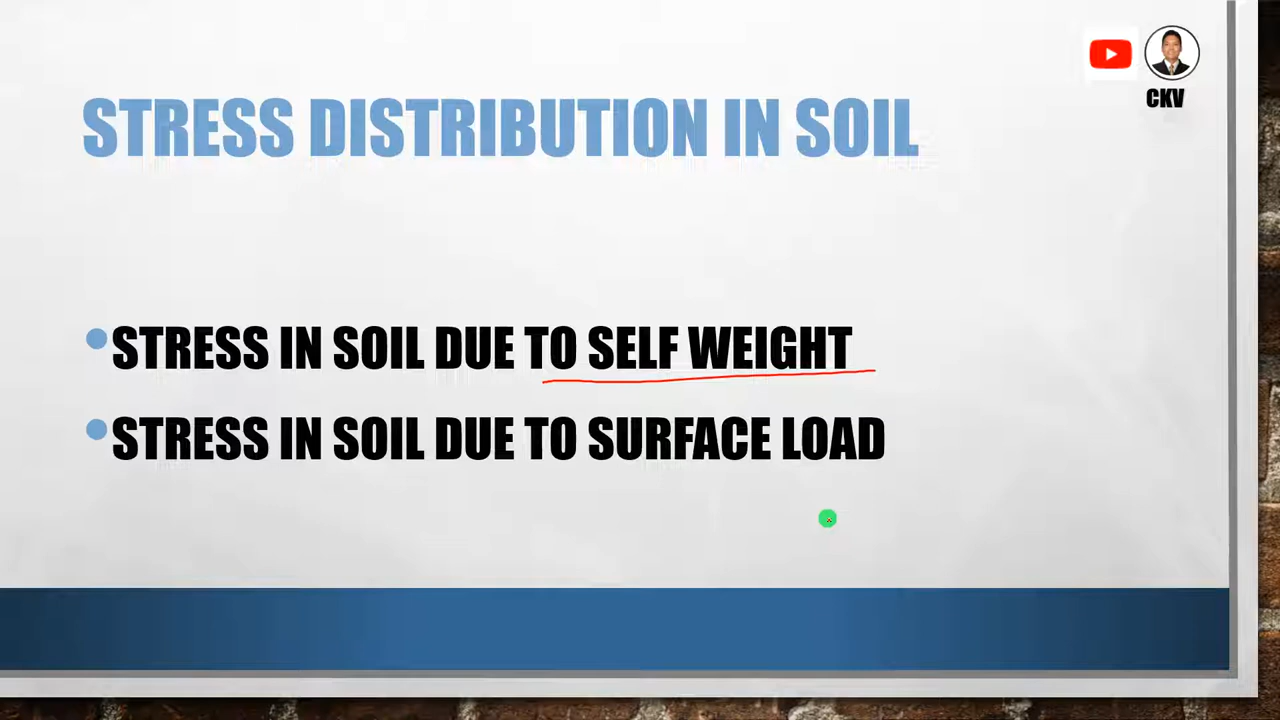 CKV
STRESS DISTRIBUTION IN SOIL
STRESS IN SOIL DUE TO SELF WEIGHT
STRESS IN SOIL DUE TO SURFACE LOAD